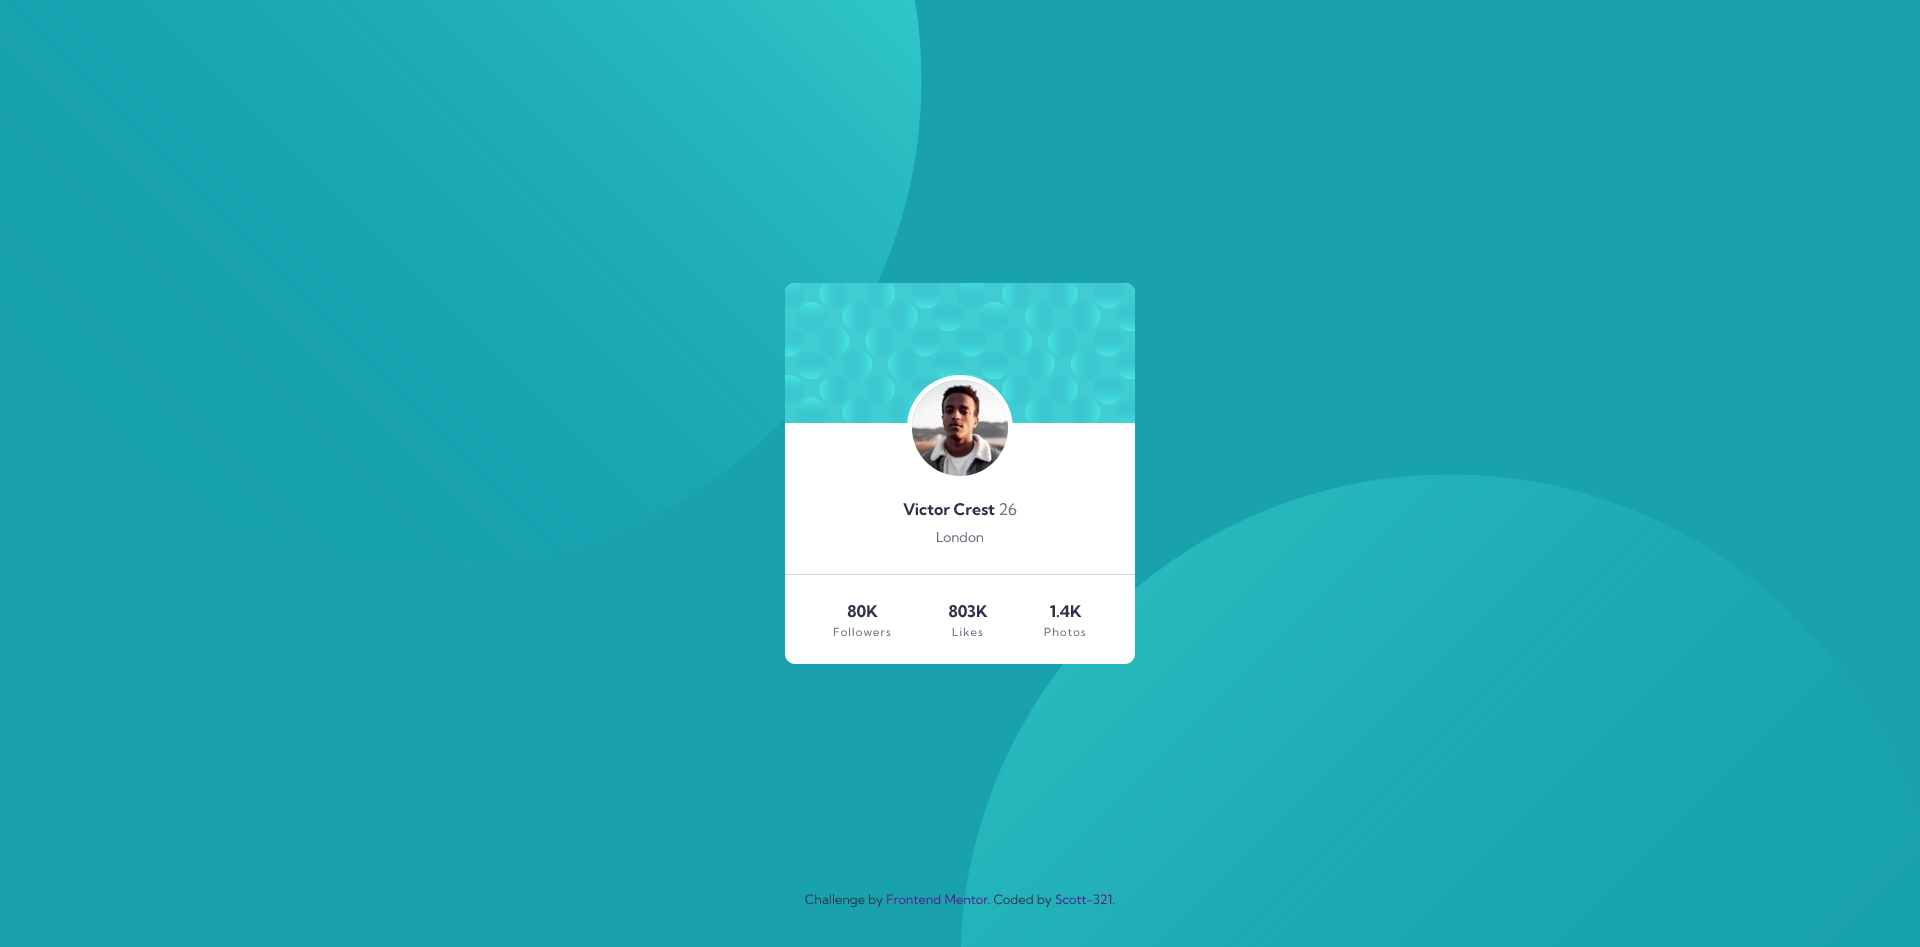 Victor Crest 26
London
80K 803K 1.4K
Followers Likes Photos
Challenge by Frontend Mentor. Coded by Scott-321.